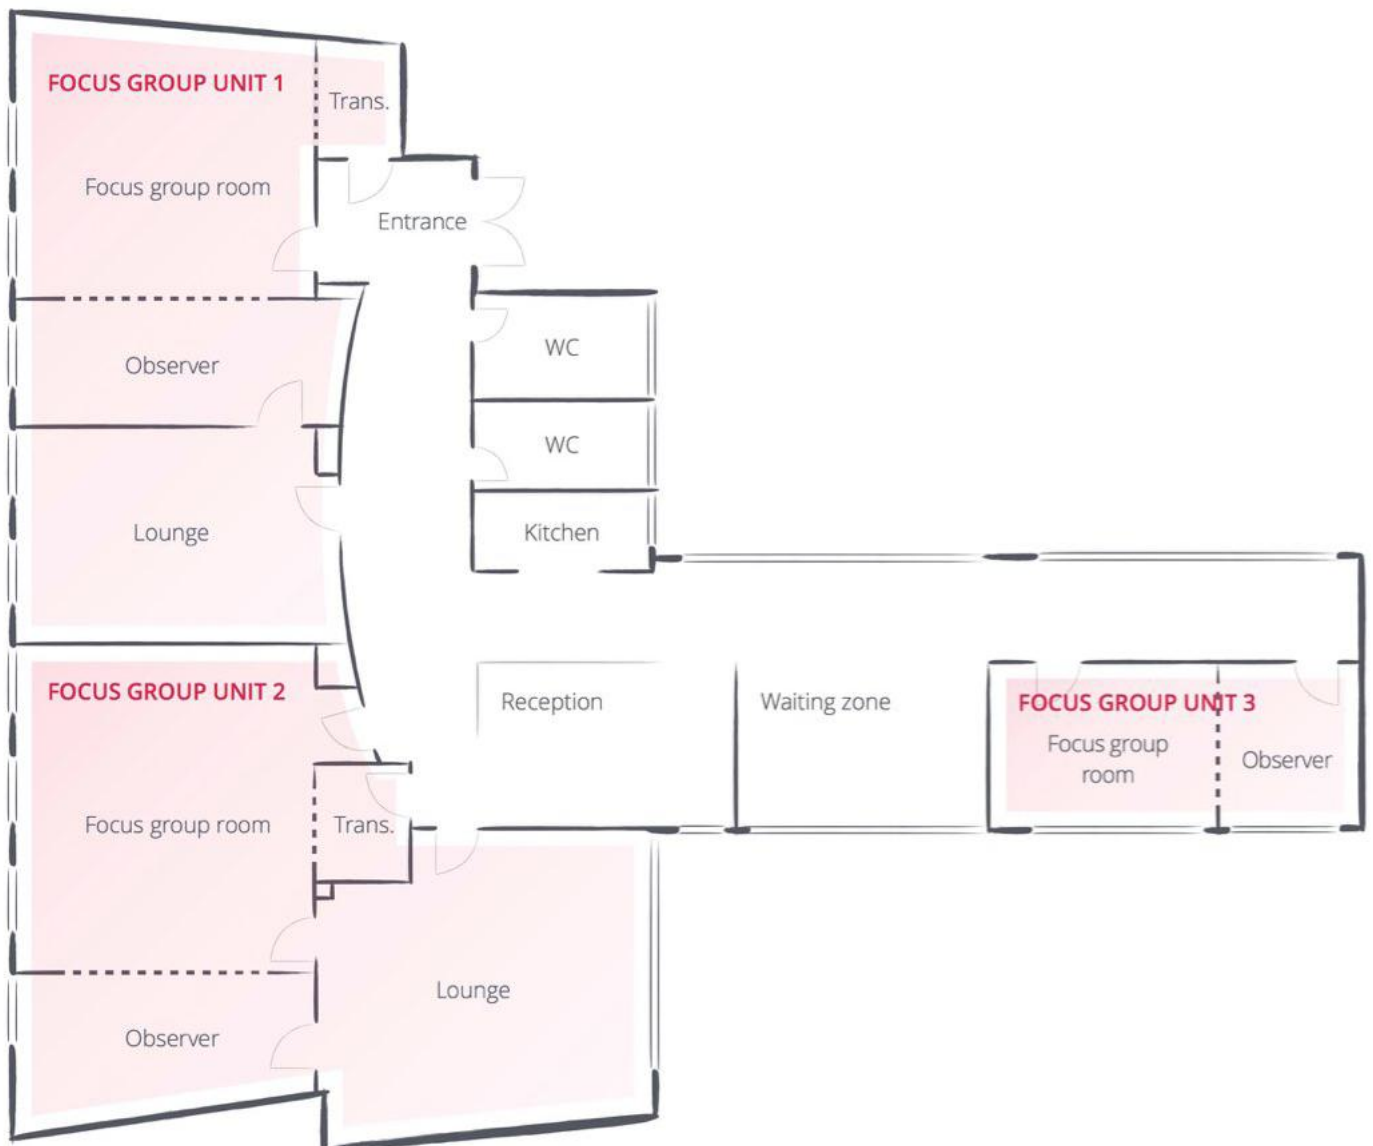 FOCUS GROUP UNIT 1
Trans.
Focus group room
Entrance
Observer
WC
WC
Lounge
Kitchen
FOCUS GROUP UNIT 2
Reception
Waiting zone
FOCUS GROUP UNIT 3
Focus group
room
Observer
Focus group room
Trans.
Lounge
Observer